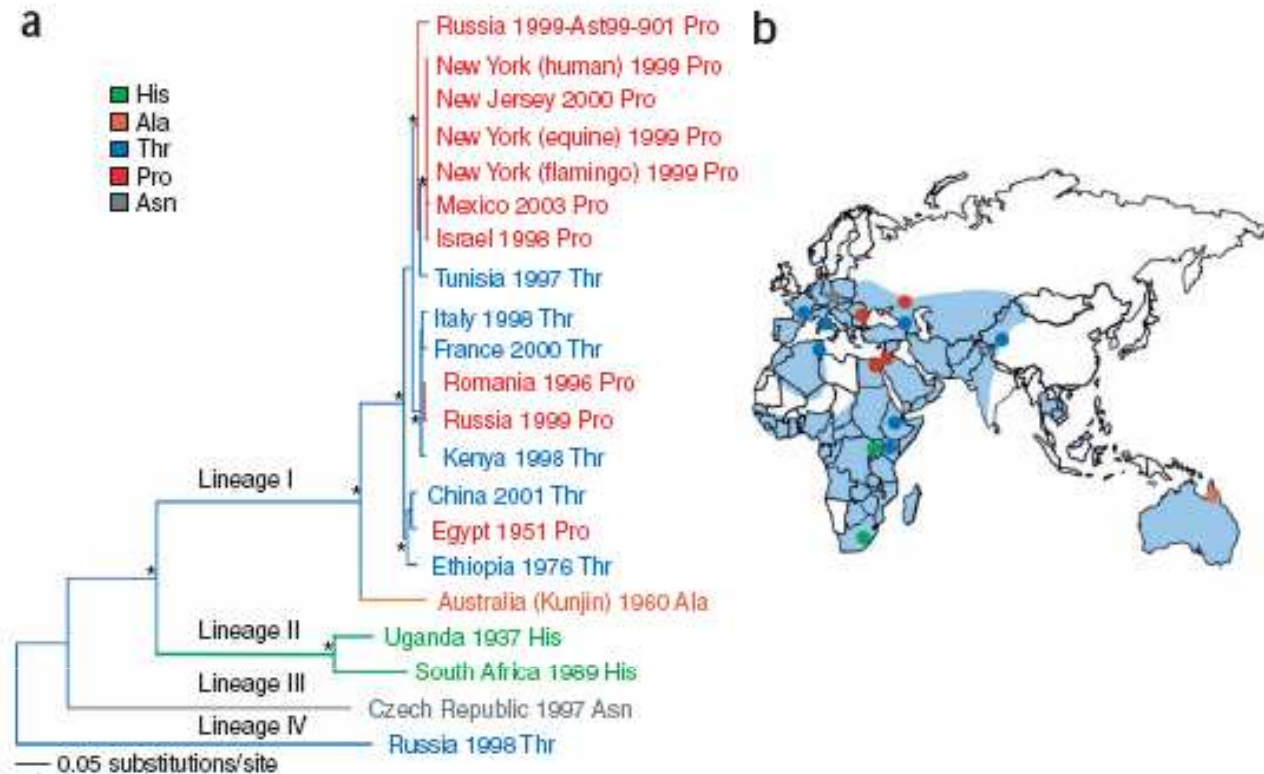 a
b
His
Ala
Thr
Pro
Asn
Russia 1999-Ast99-901 Pro
New York (human) 1999 Pro
New Jersey 2000 Pro
New York (equine) 1999 Pro
New York (flamingo) 1999 Pro
Mexico 2003 Pro
Israel 1998 Pro
Tunisia 1997 Thr
Italy 1998 Thr
France 2000 Thr
Romania 1996 Pro
Russia 1999 Pro
Kenya 1998 Thr
China 2001 Thr
Egypt 1951 Pro
Ethiopia 1976 Thr
Australia (Kunjin) 1960 Ala
Uganda 1937 His
South Africa 1989 His
Czech Republic 1997 Asn
Russia 1998 Thr
Lineage I
Lineage II
Lineage III
Lineage IV
0.05 substitutions/site